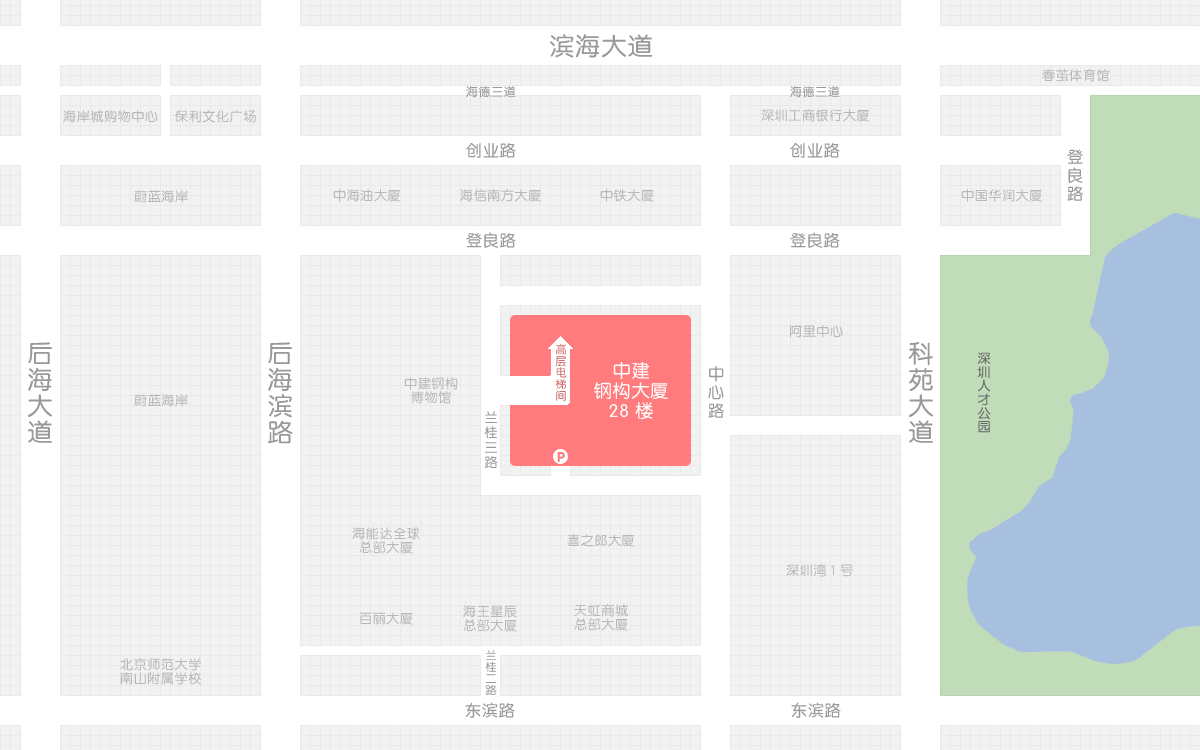 滨海大道
春茧体育馆
海德三道
海德三道
海岸城购物中心
保利文化广场
深圳工商银行大厦
创业路
创业路
登良路
蔚蓝海岸
中海油大厦
海信南方大厦
中铁大厦
中国华润大厦
登良路
登良路
阿里中心
后海大道
后海滨路
高层电梯间
中建
钢构大厦
28 楼
中心路
科苑大道
深圳人才公园
蔚蓝海岸
中建钢构
博物馆
兰桂三路
P
海能达全球
总部大厦
喜之郎大厦
深圳湾1号
百丽大厦
海王星辰
总部大厦
天虹商城
总部大厦
兰桂二路
北京师范大学
南山附属学校
东滨路
东滨路